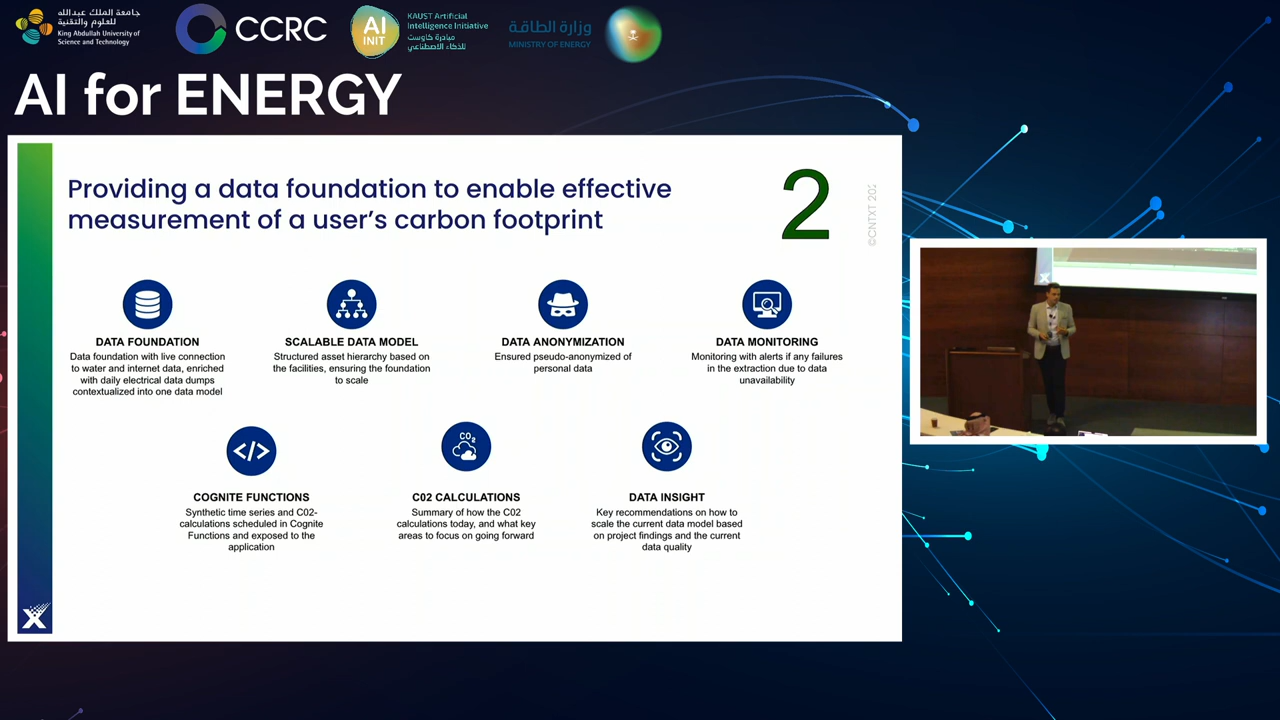 جامعة الملك عبدالله
للعلوم والتقنية
King Abdullah University of
Science and Technology
CCRC
AI
INIT
KAUST Artificial
Intelligence Initiative
مبادرة كاوست
للذكاء الاصطناعي
وزارة الطاقة
MINISTRY OF ENERGY
AI for ENERGY
Providing a data foundation to enable effective
measurement of a user's carbon footprint
2
©CNTXT
DATA FOUNDATION
Data foundation with live connection
to water and internet data, enriched
with daily electrical data dumps
contextualized into one data model
SCALABLE DATA MODEL
Structured asset hierarchy based on
the facilities, ensuring the foundation
to scale
DATA ANONYMIZATION
Ensured pseudo-anonymized of
personal data
DATA MONITORING
Monitoring with alerts if any failures
in the extraction due to data
unavailability
COGNITE FUNCTIONS
Synthetic time series and C02-
calculations scheduled in Cognite
Functions and exposed to the
application
CO₂
C02 CALCULATIONS
Summary of how the C02
calculations today, and what key
areas to focus on going forward
DATA INSIGHT
Key recommendations on how to
scale the current data model based
on project findings and the current
data quality